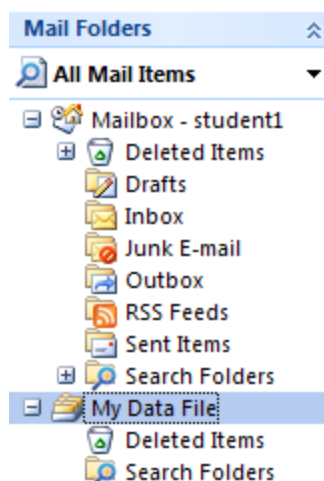 Mail Folders
All Mail Items
Mailbox - student1
Deleted Items
Drafts
Inbox
Junk E-mail
Outbox
RSS Feeds
Sent Items
Search Folders
My Data File
Deleted Items
Search Folders